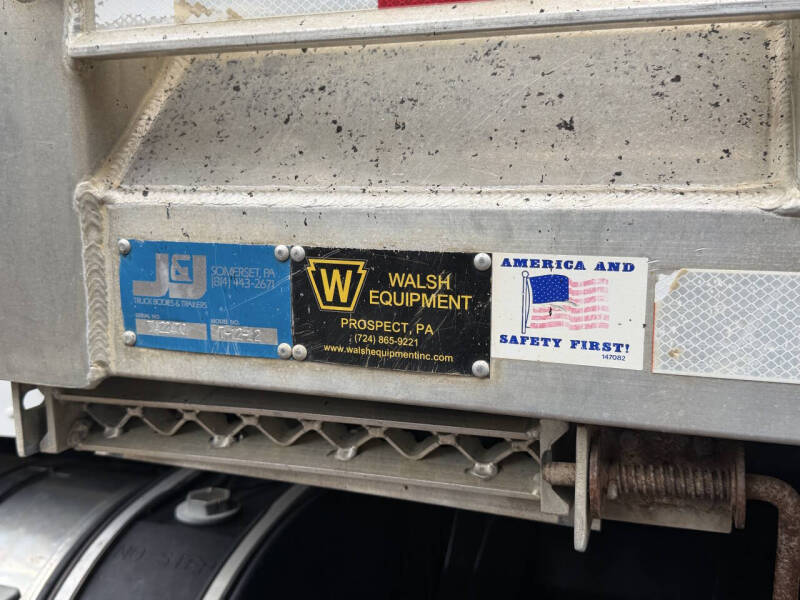 J&J
SOMERSET, PA
(814) 443-2671
TRUCK BODIES & TRAILERS
SERIAL NO.
MODEL NO.
W
WALSH
EQUIPMENT
PROSPECT, PA
(724) 865-9221
www.walshequipmentinc.com
AMERICA AND
SAFETY FIRST!
147082